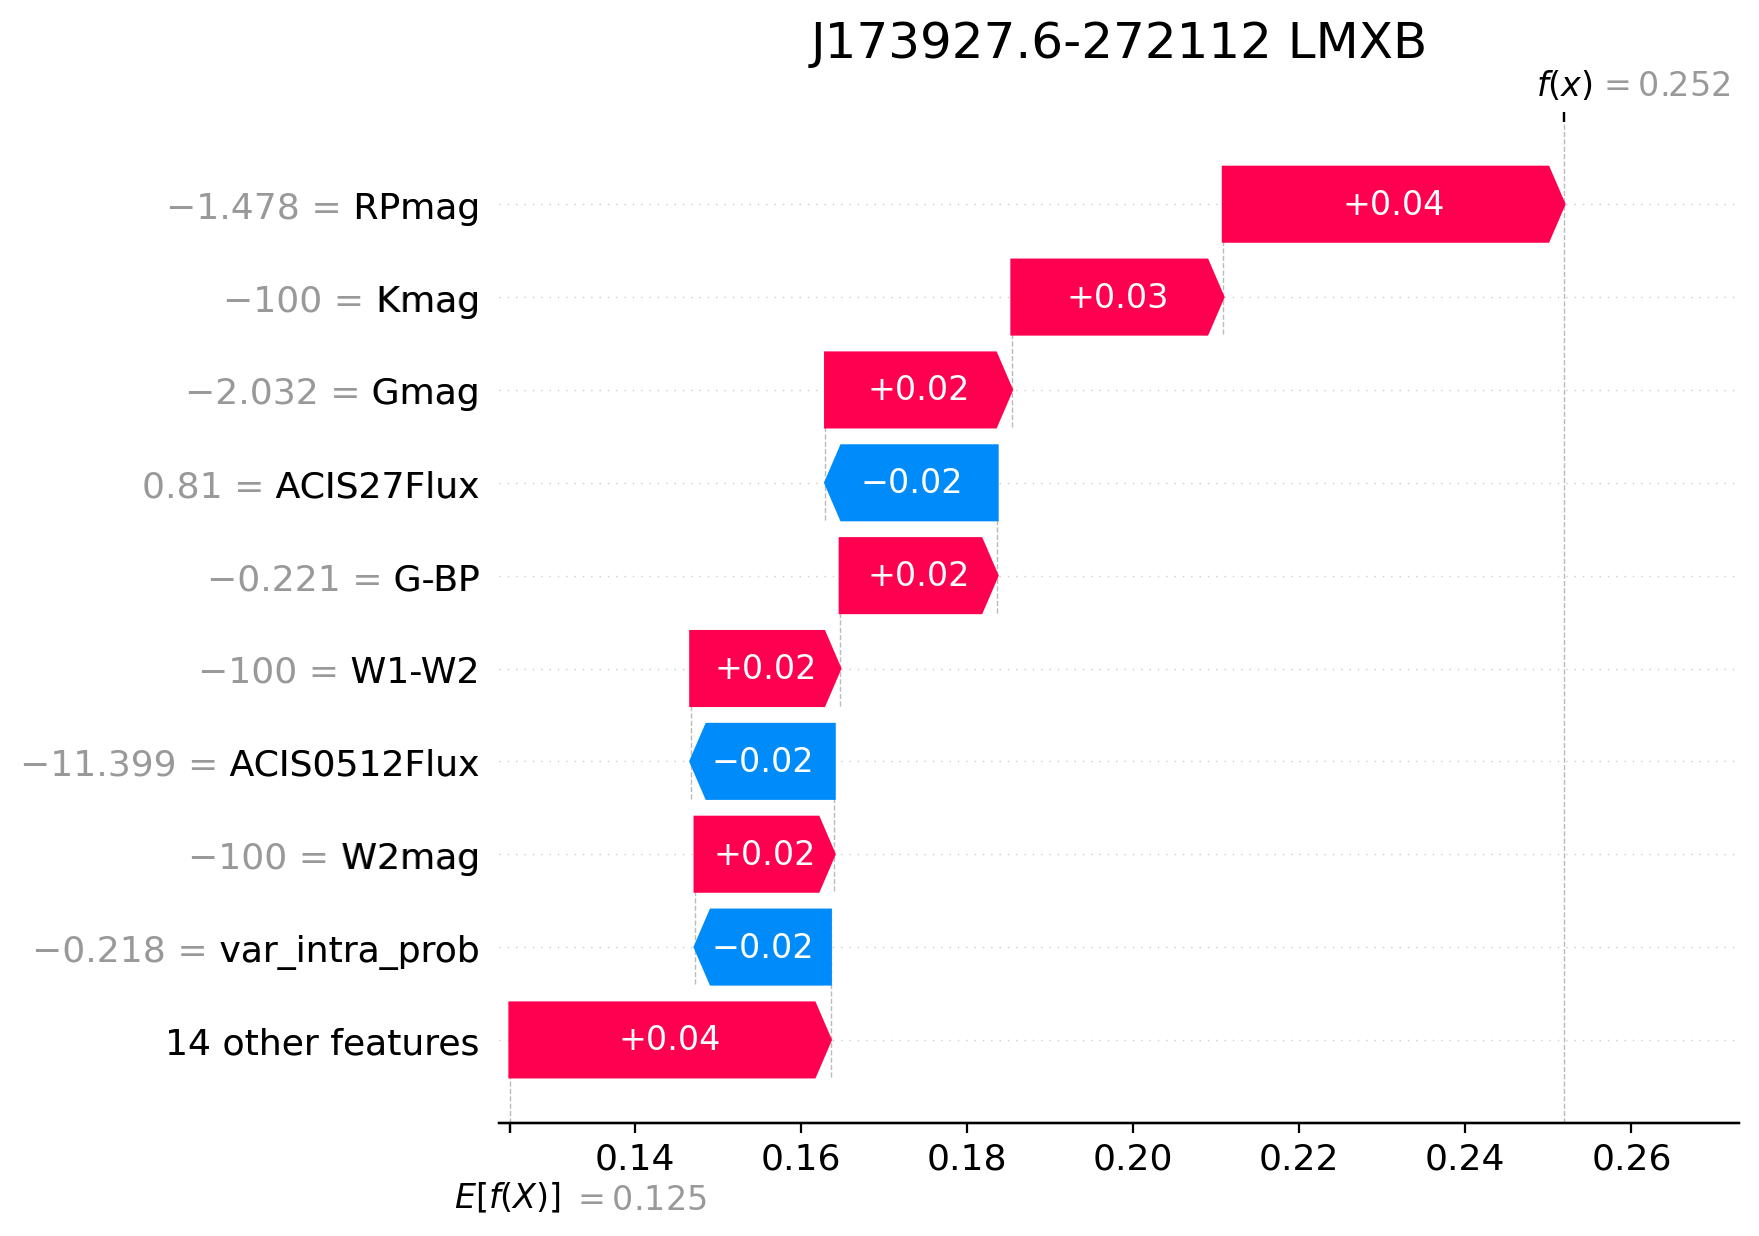 J173927.6-272112 LMXB
f(x) = 0.252
−1.478 = RPmag +0.04
−100 = Kmag +0.03
−2.032 = Gmag +0.02
0.81 = ACIS27Flux −0.02
−0.221 = G-BP +0.02
−100 = W1-W2 +0.02
−11.399 = ACIS0512Flux −0.02
−100 = W2mag +0.02
−0.218 = var_intra_prob −0.02
14 other features +0.04
0.14 0.16 0.18 0.20 0.22 0.24 0.26
E[f(X)] = 0.125